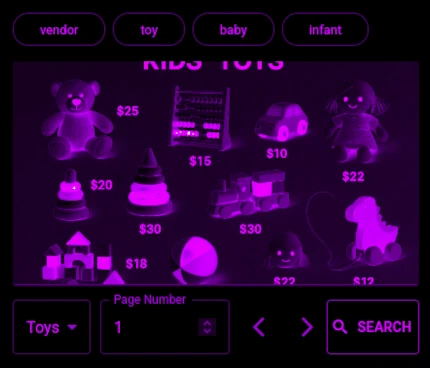 vendor toy baby infant
KIDS' TOYS
$25
$15
$10
$22
$20
$30
$30
$18
$22
$12
Page Number
Toys 1 SEARCH